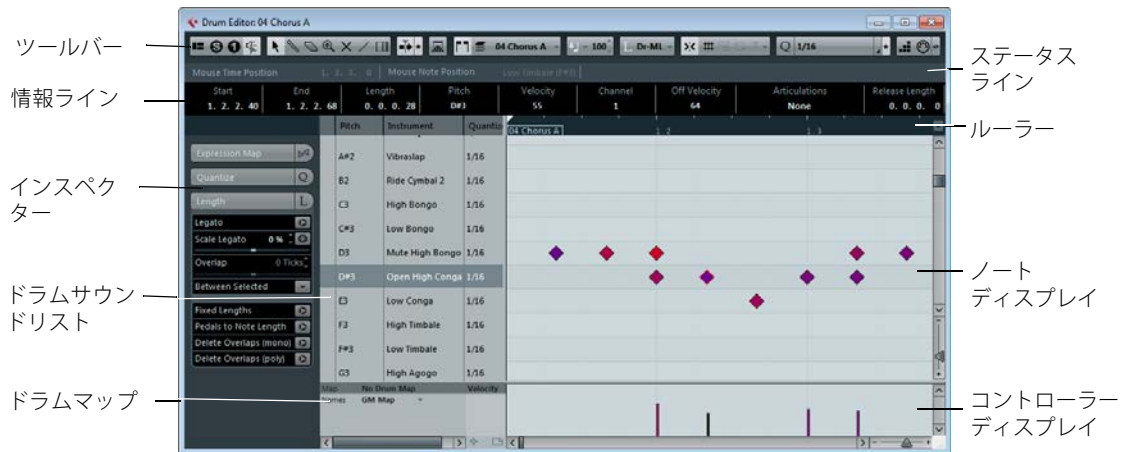 Drum Editor: 04 Chorus A
ツールバー
04 Chorus A
100
Dr-ML
1/16
ステータス
ライン
Mouse Time Position 1. 2. 3. 0 Mouse Note Position Low Timbale (F#3)
情報ライン
Start End Length Pitch Velocity Channel Off Velocity Articulations Release Length
1. 2. 2. 40 1. 2. 2. 68 0. 0. 0. 28 D#3 55 1 64 None 0. 0. 0. 0
Pitch Instrument Quantiz
04 Chorus A 1. 2 1. 3
ルーラー
インスペク
ター
Expression Map
Quantize Q
Length L
Legato
Scale Legato 0 %
Overlap 0 Ticks
Between Selected
Fixed Lengths
Pedals to Note Length
Delete Overlaps (mono)
Delete Overlaps (poly)
A#2 Vibraslap 1/16
B2 Ride Cymbal 2 1/16
C3 High Bongo 1/16
C#3 Low Bongo 1/16
D3 Mute High Bongo 1/16
D#3 Open High Conga 1/16
E3 Low Conga 1/16
F3 High Timbale 1/16
F#3 Low Timbale 1/16
G3 High Agogo 1/16
ドラムサウン
ドリスト
ノート
ディスプレイ
ドラムマップ
Map No Drum Map Velocity
Names GM Map
コントローラー
ディスプレイ